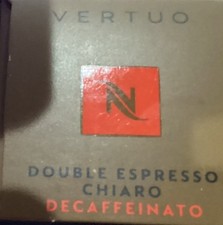 VERTUO
N
DOUBLE ESPRESSO
CHIARO
DECAFFEINATO